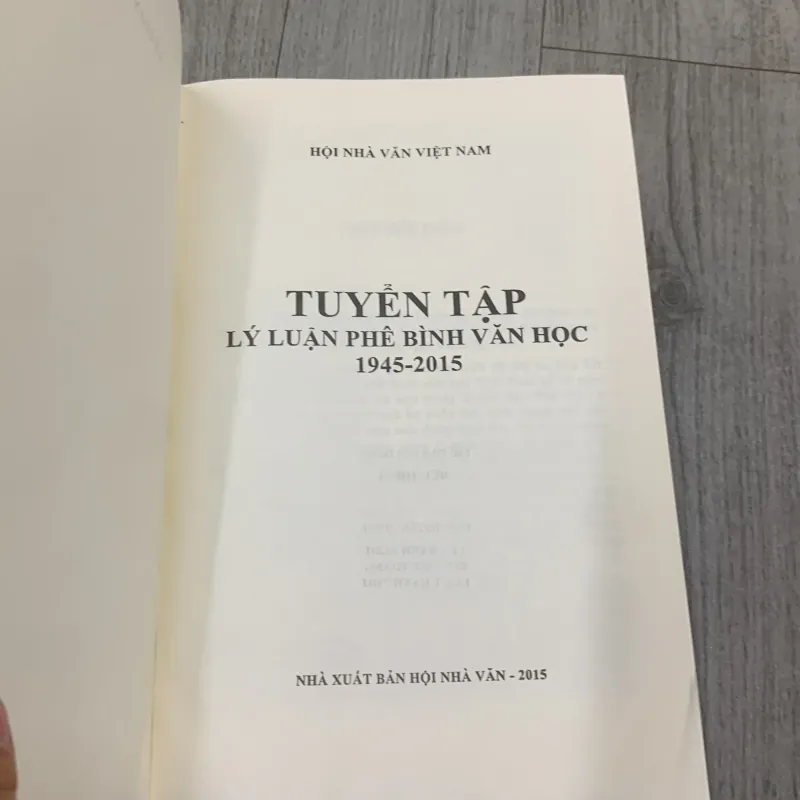 HỘI NHÀ VĂN VIỆT NAM
TUYỂN TẬP
LÝ LUẬN PHÊ BÌNH VĂN HỌC
1945-2015
NHÀ XUẤT BẢN HỘI NHÀ VĂN - 2015